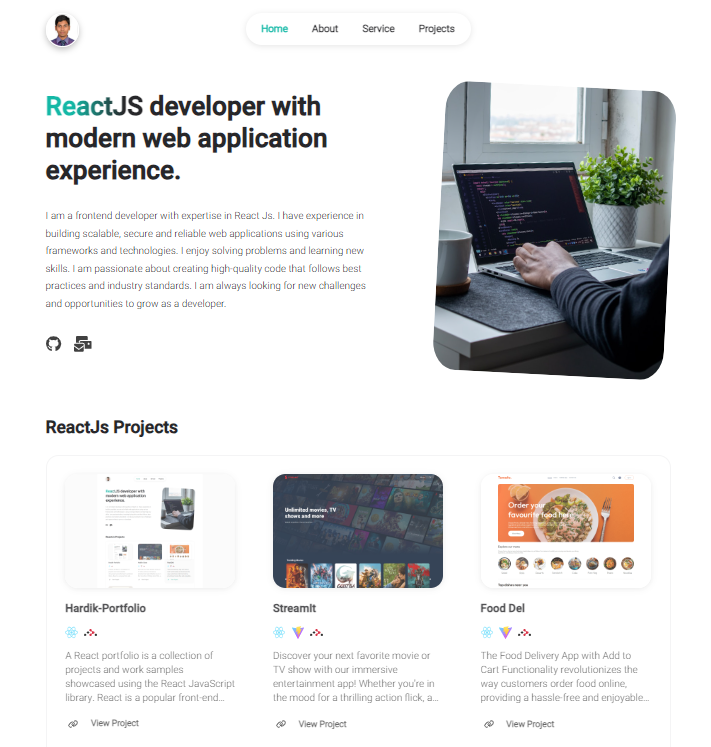 Home About Service Projects
ReactJS developer with
modern web application
experience.
I am a frontend developer with expertise in React Js. I have experience in
building scalable, secure and reliable web applications using various
frameworks and technologies. I enjoy solving problems and learning new
skills. I am passionate about creating high-quality code that follows best
practices and industry standards. I am always looking for new challenges
and opportunities to grow as a developer.
ReactJs Projects
ReactJS developer with
modern web application
experience.
Unlimited movies, TV
shows and more
Order your
favourite food here
Hardik-Portfolio
StreamIt
Food Del
A React portfolio is a collection of
projects and work samples
showcased using the React JavaScript
library. React is a popular front-end...
Discover your next favorite movie or
TV show with our immersive
entertainment app! Whether you're in
the mood for a thrilling action flick, a...
The Food Delivery App with Add to
Cart Functionality revolutionizes the
way customers order food online,
providing a hassle-free and enjoyable...
View Project
View Project
View Project